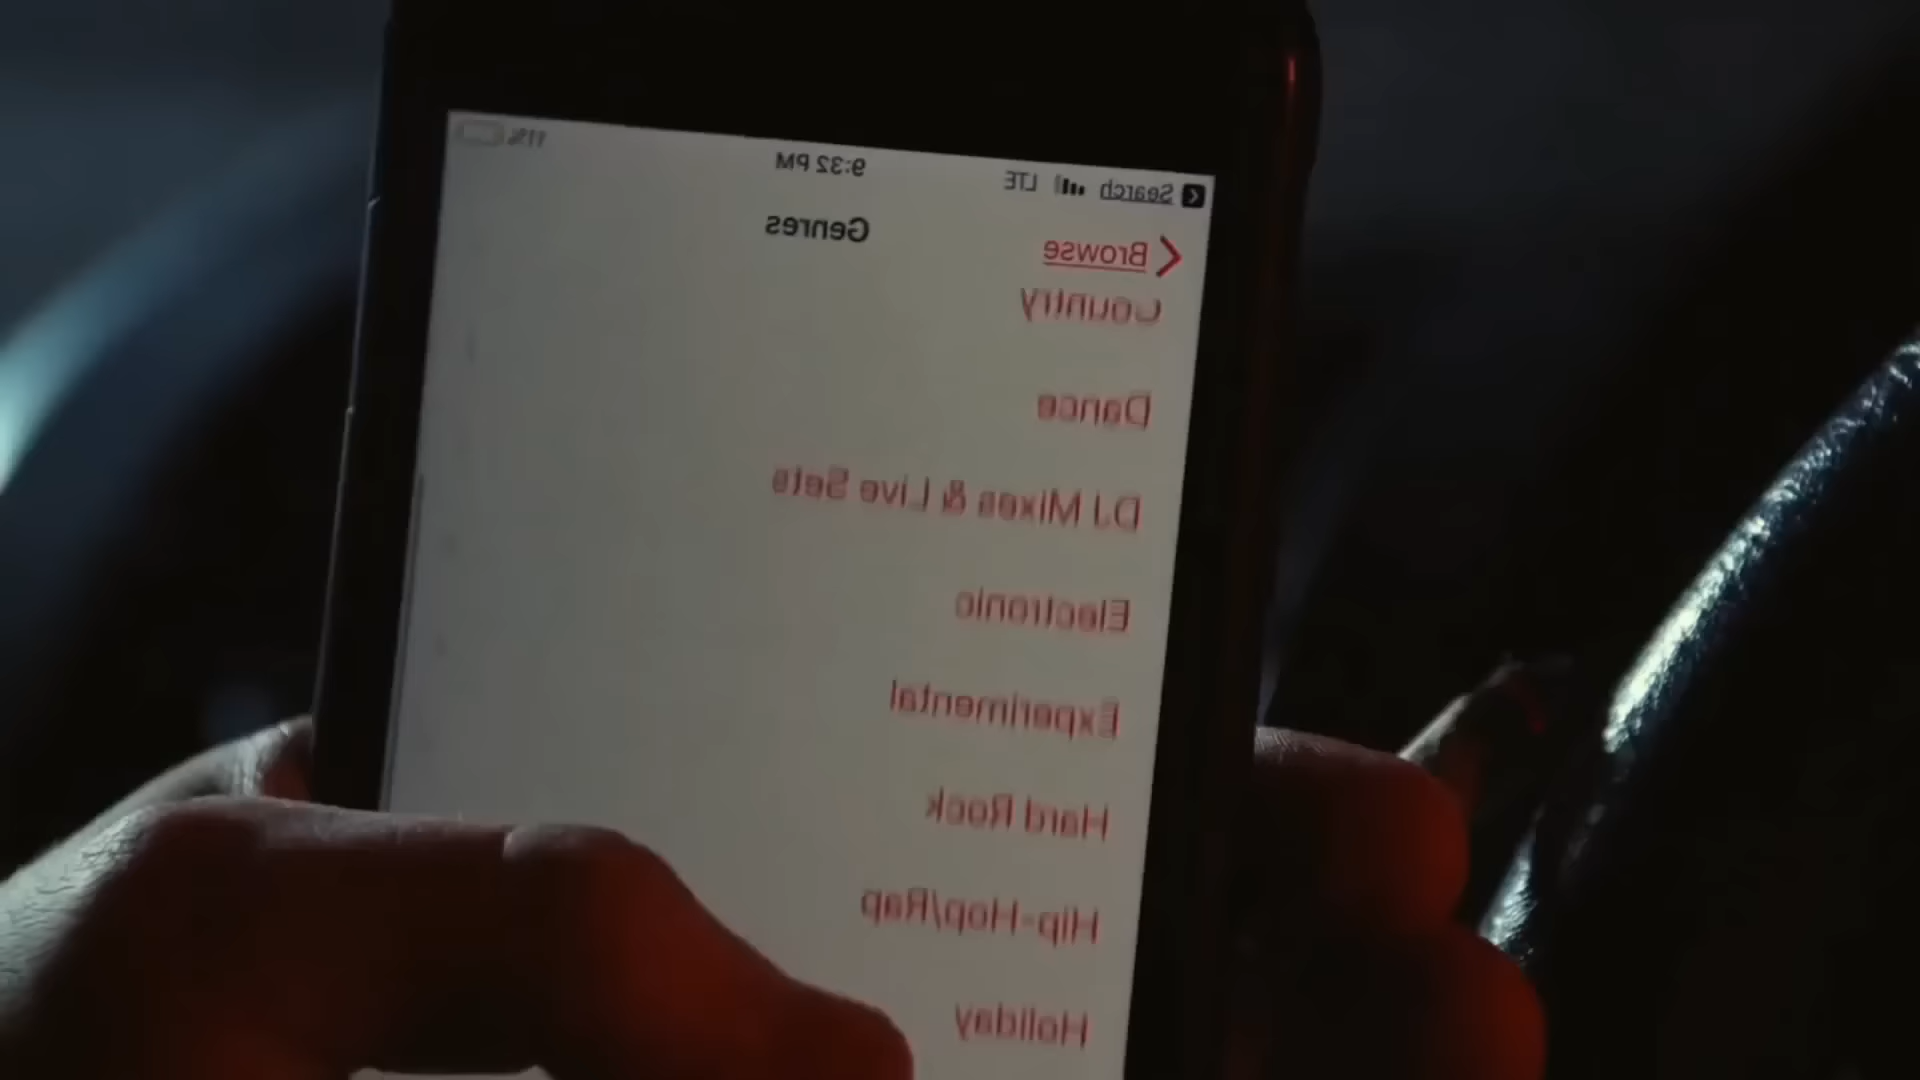 Search LTE 9:32 PM 11%
Browse Genres
Country
Dance
DJ Mixes & Live Sets
Electronic
Experimental
Hard Rock
Hip-Hop/Rap
Holiday